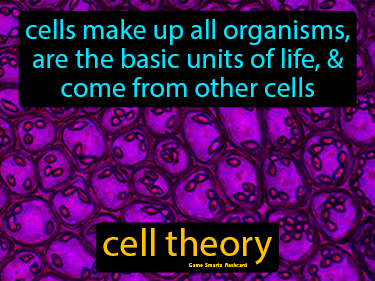 cells make up all organisms,
are the basic units of life, &
come from other cells
cell theory
Game Smartz flashcard